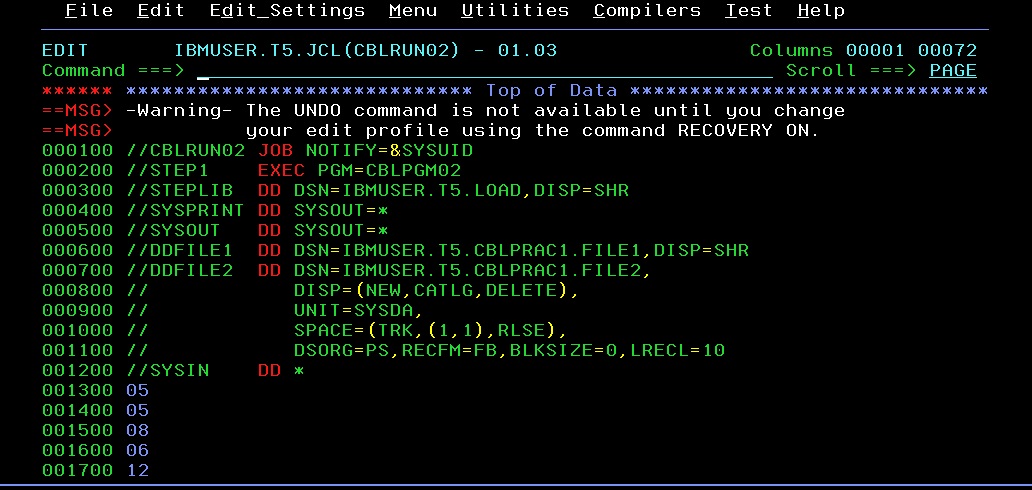 File Edit Edit_Settings Menu Utilities Compilers Test Help
EDIT IBMUSER.T5.JCL(CBLRUN02) - 01.03 Columns 00001 00072
Command ===> Scroll ===> PAGE
****** ***************************** Top of Data ******************************
==MSG> -Warning- The UNDO command is not available until you change
==MSG> your edit profile using the command RECOVERY ON.
000100 //CBLRUN02 JOB NOTIFY=&SYSUID
000200 //STEP1 EXEC PGM=CBLPGM02
000300 //STEPLIB DD DSN=IBMUSER.T5.LOAD,DISP=SHR
000400 //SYSPRINT DD SYSOUT=*
000500 //SYSOUT DD SYSOUT=*
000600 //DDFILE1 DD DSN=IBMUSER.T5.CBLPRAC1.FILE1,DISP=SHR
000700 //DDFILE2 DD DSN=IBMUSER.T5.CBLPRAC1.FILE2,
000800 // DISP=(NEW,CATLG,DELETE),
000900 // UNIT=SYSDA,
001000 // SPACE=(TRK,(1,1),RLSE),
001100 // DSORG=PS,RECFM=FB,BLKSIZE=0,LRECL=10
001200 //SYSIN DD *
001300 05
001400 05
001500 08
001600 06
001700 12